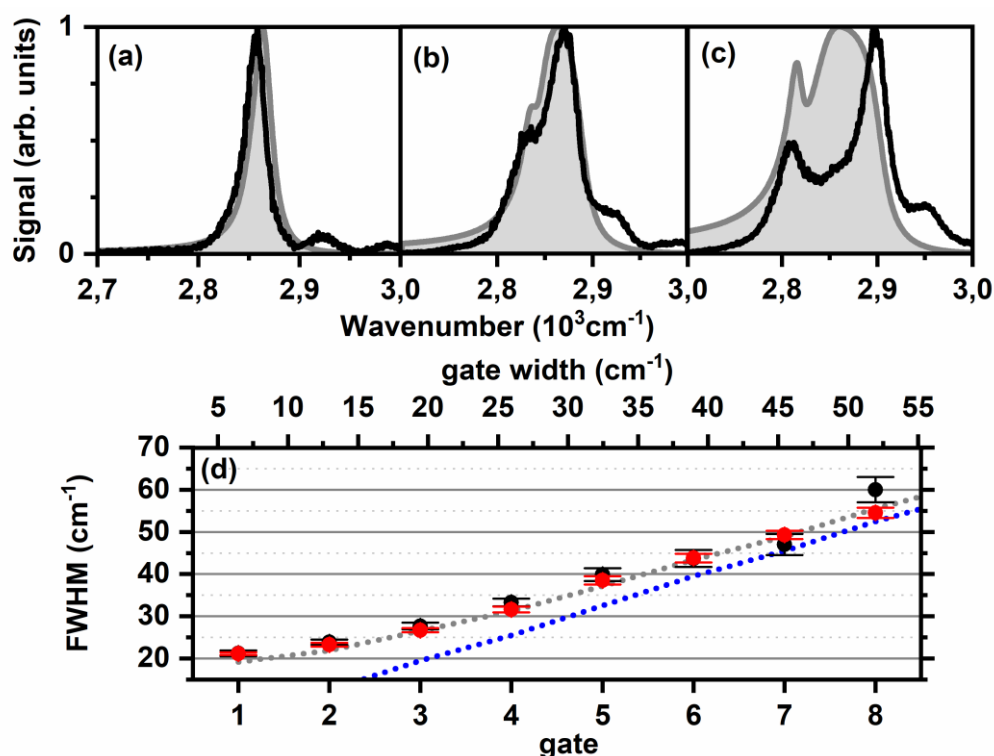 Signal (arb. units)
1
0
(a)
(b)
(c)
2,7 2,8 2,9 3,0 2,8 2,9 3,0 2,8 2,9 3,0
Wavenumber (10³cm⁻¹)
gate width (cm⁻¹)
5 10 15 20 25 30 35 40 45 50 55
(d)
FWHM (cm⁻¹)
70
60
50
40
30
20
1 2 3 4 5 6 7 8
gate